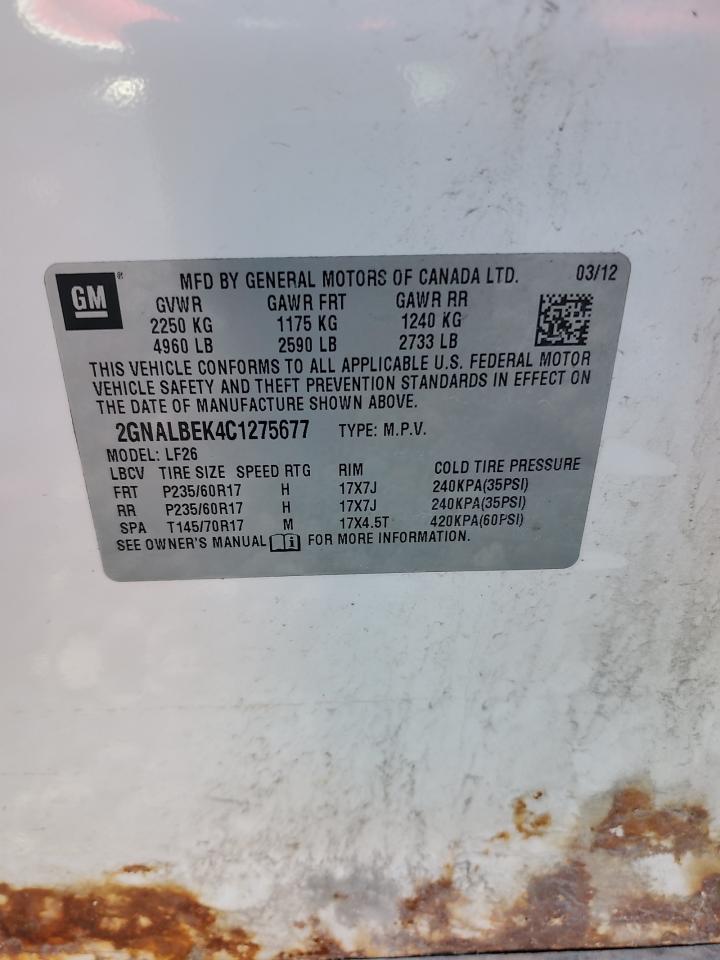 GM® MFD BY GENERAL MOTORS OF CANADA LTD. 03/12
GVWR GAWR FRT GAWR RR
2250 KG 1175 KG 1240 KG
4960 LB 2590 LB 2733 LB
THIS VEHICLE CONFORMS TO ALL APPLICABLE U.S. FEDERAL MOTOR
VEHICLE SAFETY AND THEFT PREVENTION STANDARDS IN EFFECT ON
THE DATE OF MANUFACTURE SHOWN ABOVE.
2GNALBEK4C1275677 TYPE: M.P.V.
MODEL: LF26
LBCV TIRE SIZE SPEED RTG RIM COLD TIRE PRESSURE
FRT P235/60R17 H 17X7J 240KPA(35PSI)
RR P235/60R17 H 17X7J 240KPA(35PSI)
SPA T145/70R17 M 17X4.5T 420KPA(60PSI)
SEE OWNER'S MANUAL i FOR MORE INFORMATION.